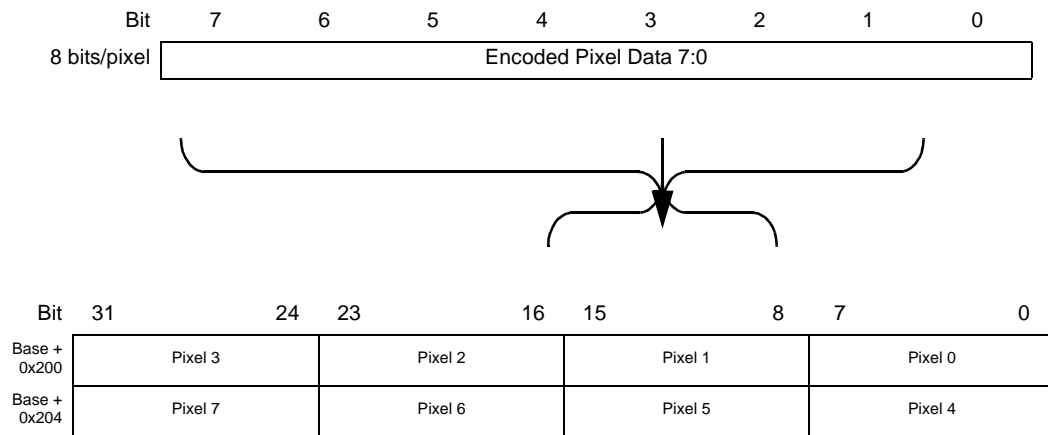 Bit 7 6 5 4 3 2 1 0
8 bits/pixel Encoded Pixel Data 7:0
Bit 31 24 23 16 15 8 7 0
Base + 0x200 Pixel 3 Pixel 2 Pixel 1 Pixel 0
Base + 0x204 Pixel 7 Pixel 6 Pixel 5 Pixel 4